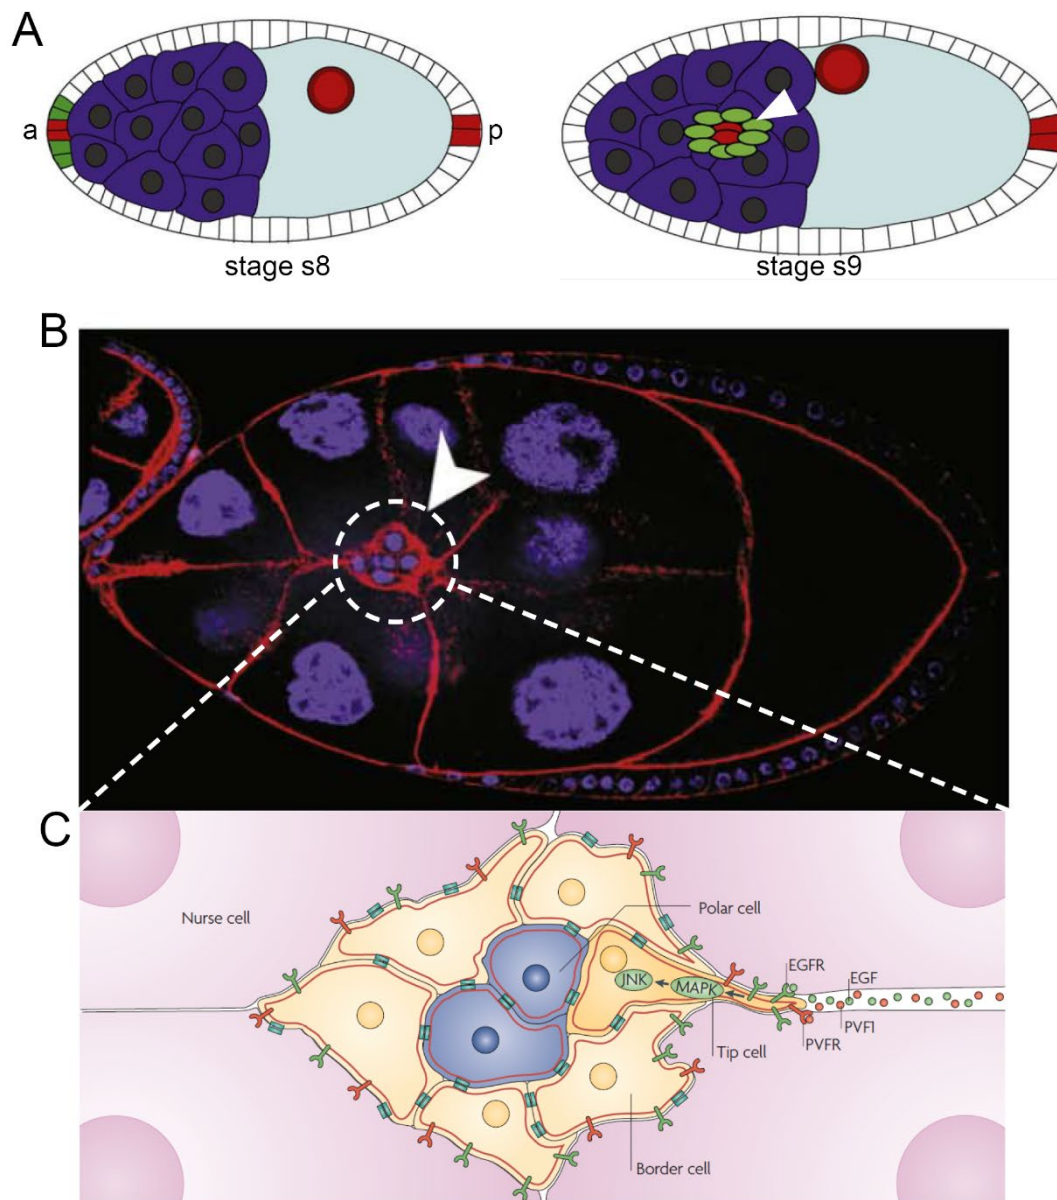 A
a
p
stage s8
stage s9
B
C
Nurse cell
Polar cell
JNK
MAPK
EGFR
EGF
PVF1
PVFR
Tip cell
Border cell